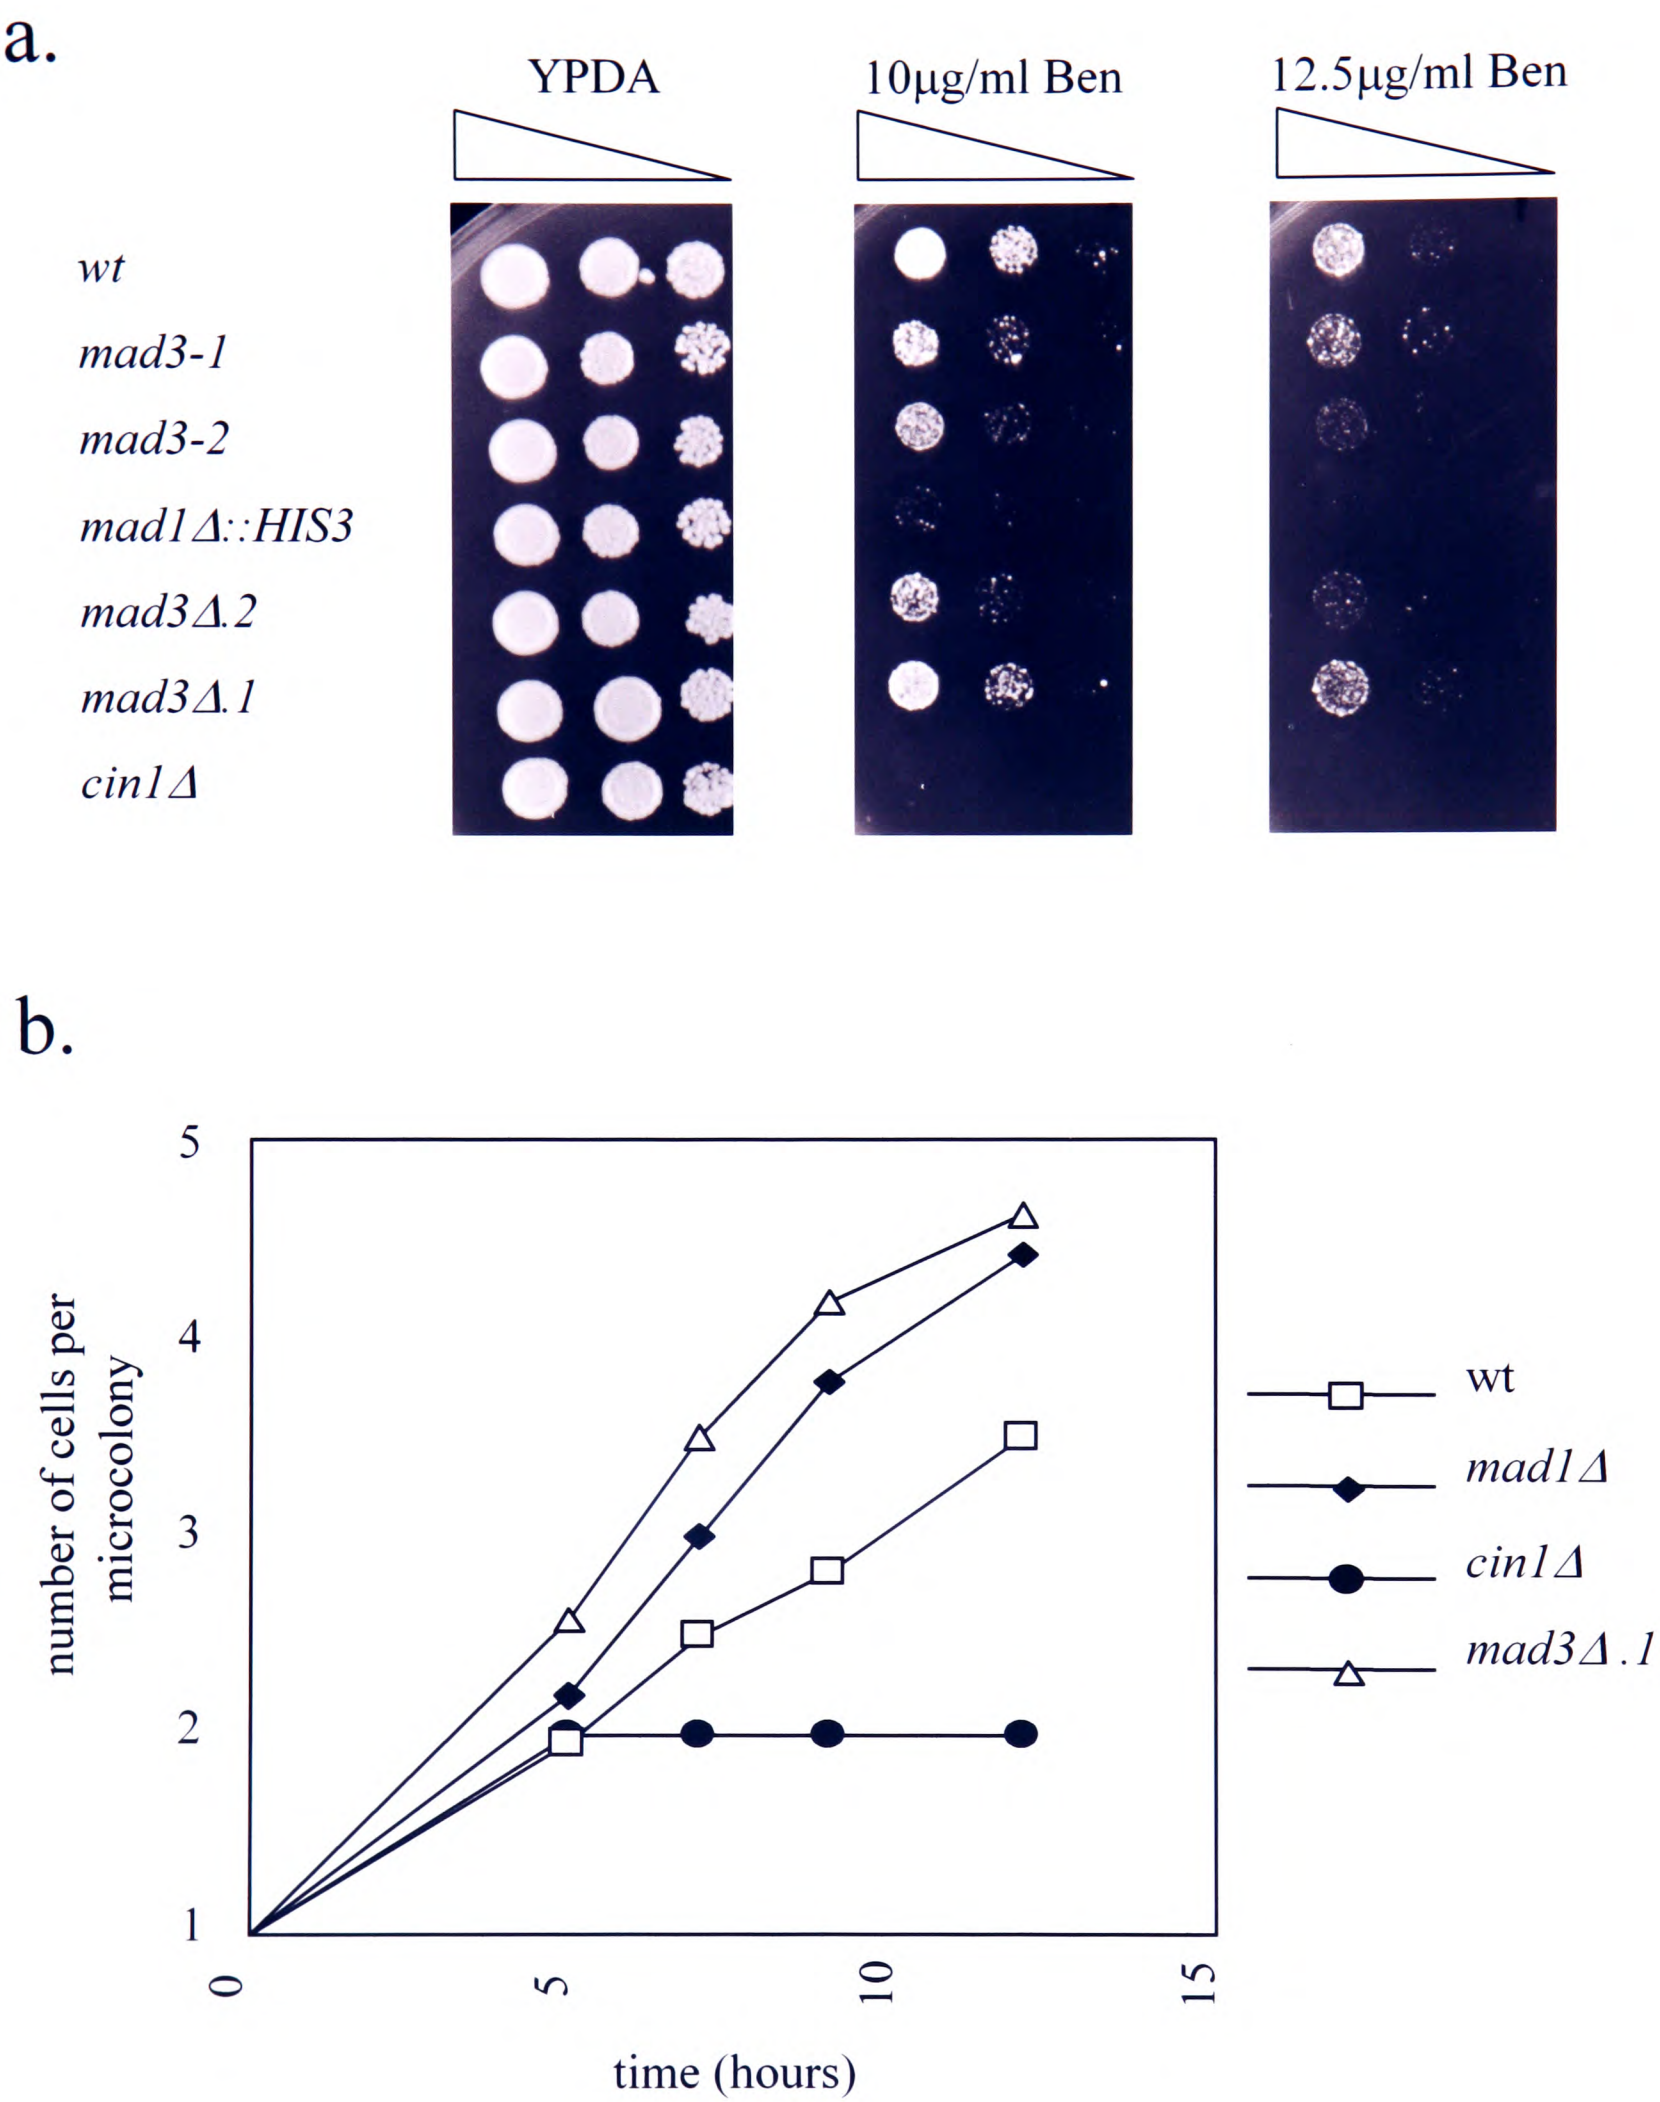 a.
YPDA
10µg/ml Ben
12.5µg/ml Ben
wt
mad3-1
mad3-2
mad1Δ::HIS3
mad3Δ.2
mad3Δ.1
cin1Δ
b.
number of cells per
microcolony
5
4
3
2
1
0
5
10
15
time (hours)
wt
mad1Δ
cin1Δ
mad3Δ.1